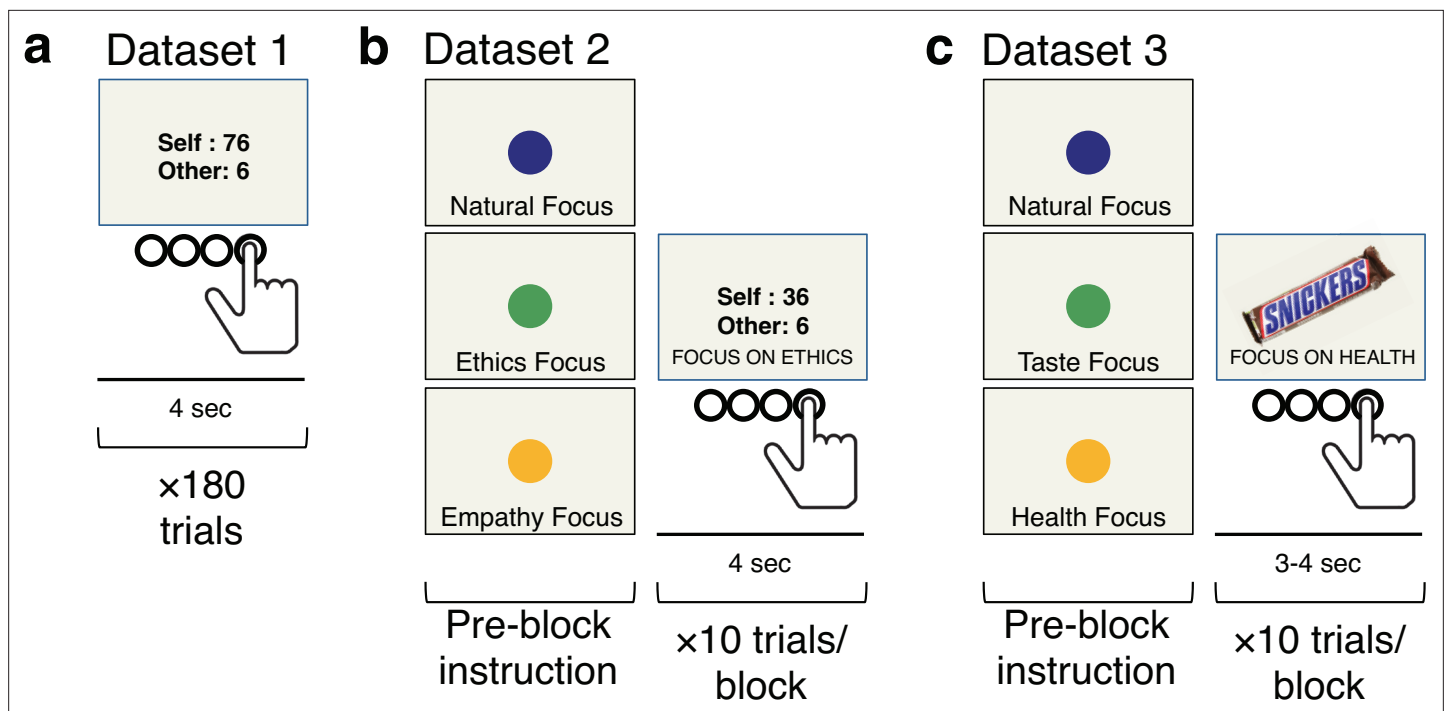 a Dataset 1
Self : 76
Other: 6
4 sec
×180
trials
b Dataset 2
Natural Focus
Ethics Focus
Empathy Focus
Pre-block
instruction
Self : 36
Other: 6
FOCUS ON ETHICS
4 sec
×10 trials/
block
c Dataset 3
Natural Focus
Taste Focus
Health Focus
Pre-block
instruction
SNICKERS
FOCUS ON HEALTH
3-4 sec
×10 trials/
block